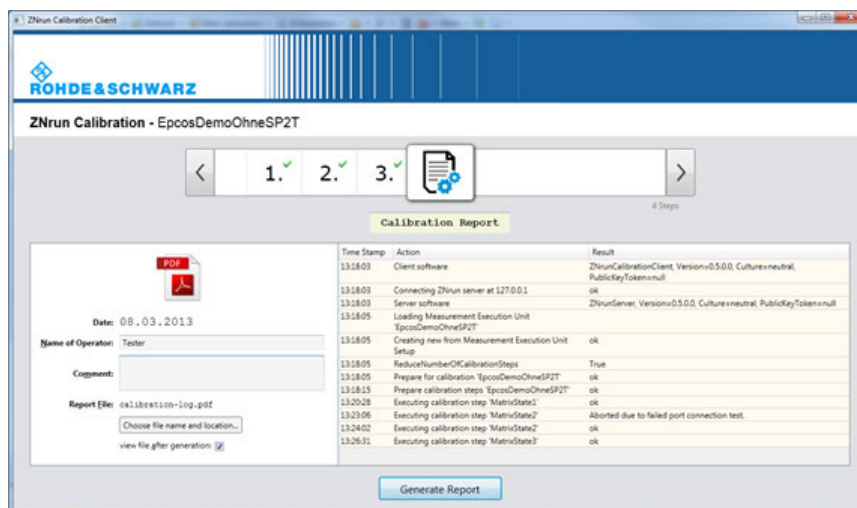 ZNrun Calibration Client
ROHDE&SCHWARZ
ZNrun Calibration - EpcosDemoOhneSP2T
1. 2. 3.
4 Steps
Calibration Report
PDF
Date: 08.03.2013
Name of Operator: Tester
Comment:
Report File: calibration-log.pdf
Choose file name and location...
view file after generation:
Time Stamp Action Result
13:18:03 Client software ZNrunCalibrationClient, Version=0.5.0.0, Culture=neutral,
PublicKeyToken=null
13:18:03 Connecting ZNrun server at 127.0.0.1 ok
13:18:03 Server software ZNrunServer, Version=0.5.0.0, Culture=neutral, PublicKeyToken=null
13:18:05 Loading Measurement Execution Unit
'EpcosDemoOhneSP2T'
13:18:05 Creating new from Measurement Execution Unit ok
Setup
13:18:05 ReduceNumberOfCalibrationSteps True
13:18:05 Prepare for calibration 'EpcosDemoOhneSP2T' ok
13:18:15 Prepare calibration steps 'EpcosDemoOhneSP2T' ok
13:20:28 Executing calibration step 'MatrixState1' ok
13:23:06 Executing calibration step 'MatrixState2' Aborted due to failed port connection test.
13:24:02 Executing calibration step 'MatrixState2' ok
13:26:31 Executing calibration step 'MatrixState3' ok
Generate Report